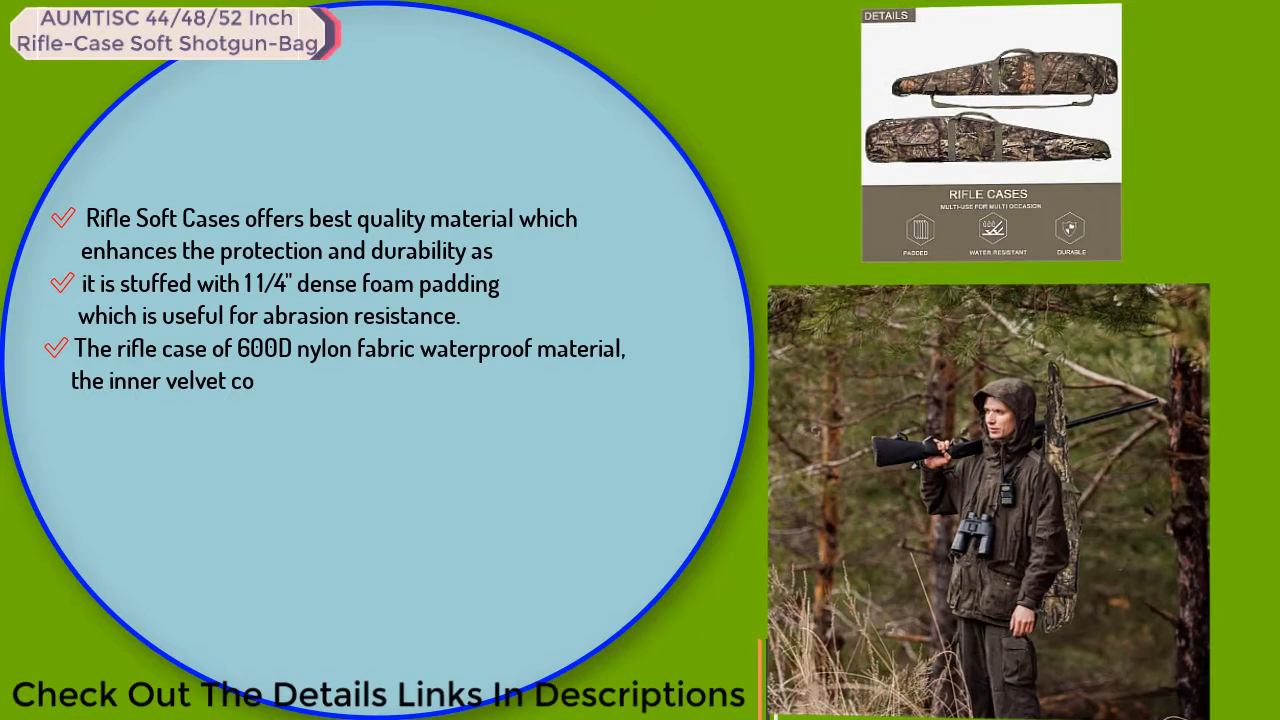 AUMTISC 44/48/52 Inch
Rifle-Case Soft Shotgun-Bag
Rifle Soft Cases offers best quality material which
enhances the protection and durability as
it is stuffed with 1 1/4" dense foam padding
which is useful for abrasion resistance.
The rifle case of 600D nylon fabric waterproof material,
the inner velvet co
DETAILS
RIFLE CASES
MULTI-USE FOR MULTI OCCASION
PADDED WATER RESISTANT DURABLE
Check Out The Details Links In Descriptions